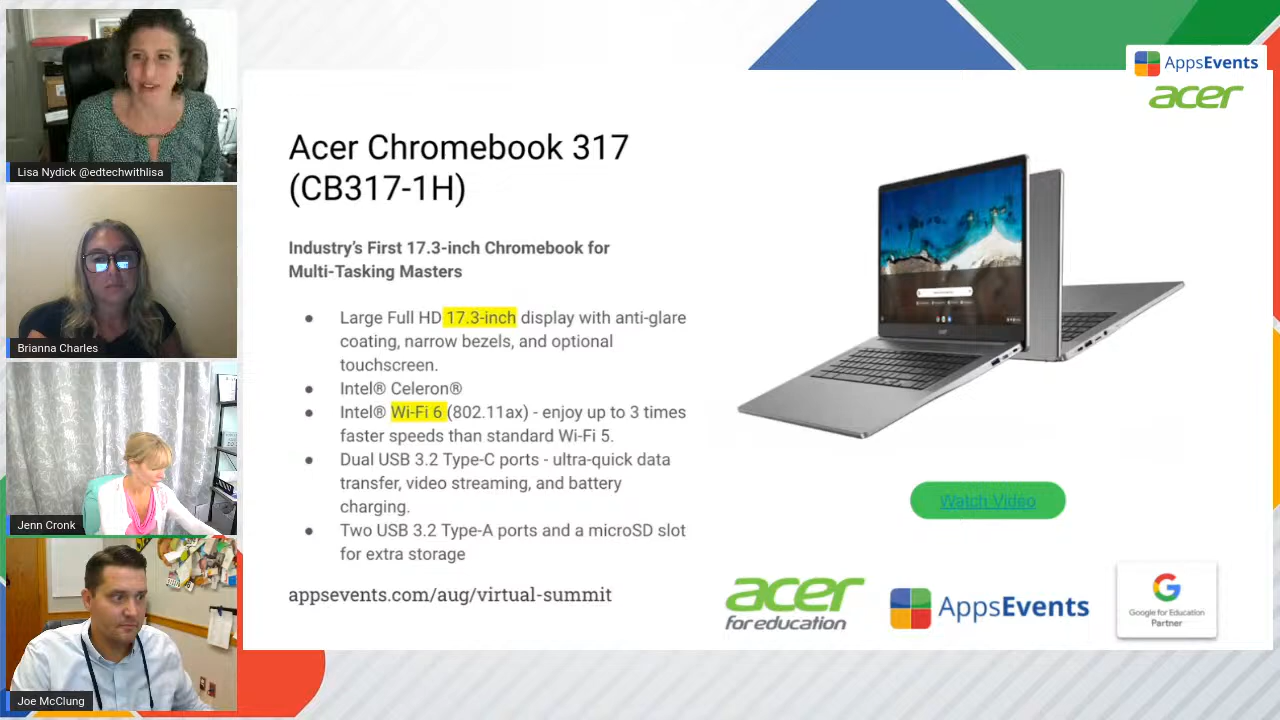 AppsEvents
acer
Lisa Nydick @edtechwithlisa
Brianna Charles
Jenn Cronk
Joe McClung
Acer Chromebook 317
(CB317-1H)
Industry's First 17.3-inch Chromebook for
Multi-Tasking Masters
● Large Full HD 17.3-inch display with anti-glare
coating, narrow bezels, and optional
touchscreen.
● Intel® Celeron®
● Intel® Wi-Fi 6 (802.11ax) - enjoy up to 3 times
faster speeds than standard Wi-Fi 5.
● Dual USB 3.2 Type-C ports - ultra-quick data
transfer, video streaming, and battery
charging.
● Two USB 3.2 Type-A ports and a microSD slot
for extra storage
appsevents.com/aug/virtual-summit
Watch Video
acer
for education
AppsEvents
Google for Education
Partner